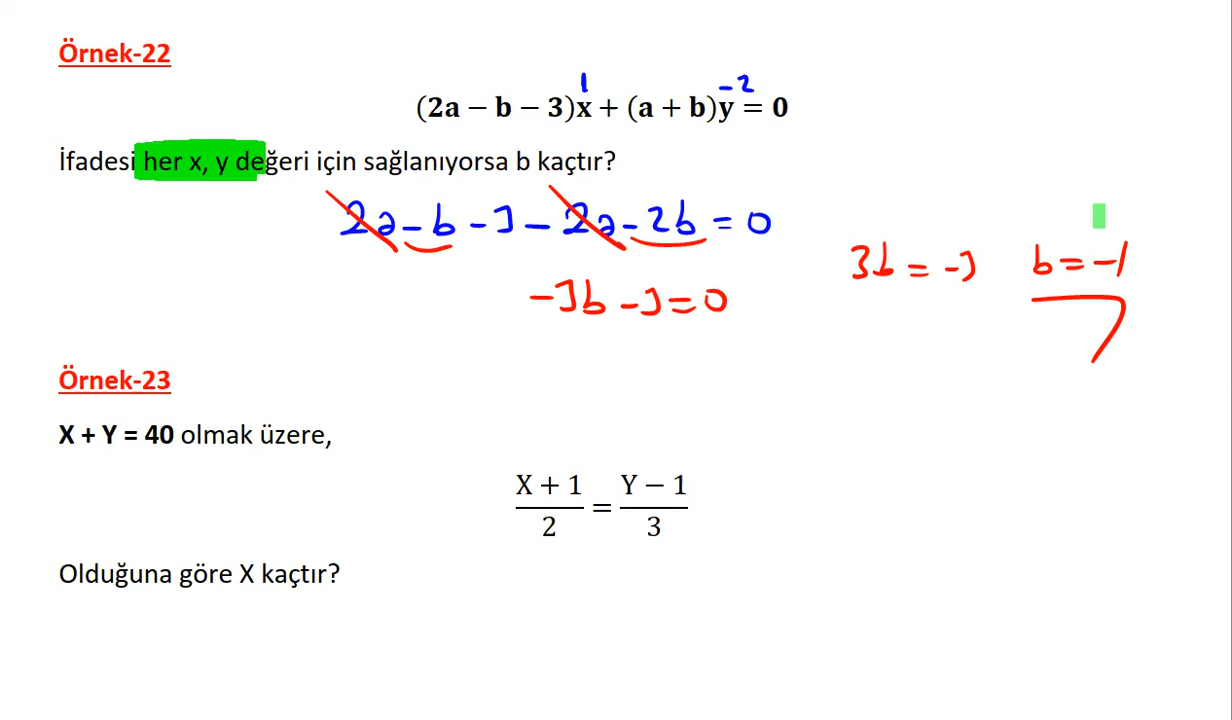 Örnek-22
1 -2
(2a − b − 3)x + (a + b)y = 0
İfadesi her x, y değeri için sağlanıyorsa b kaçtır?
2a - b - 3 - 2a - 2b = 0
3b = -3 b = -1
-3b - 3 = 0
Örnek-23
X + Y = 40 olmak üzere,
X + 1 / 2 = Y − 1 / 3
Olduğuna göre X kaçtır?